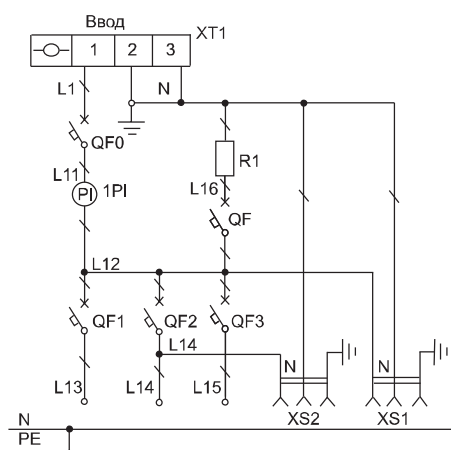 Ввод
1 2 3 XT1
L1 N
QF0
R1
L11 PI 1PI
L16
QF
L12
QF1 QF2 QF3
L14
L13 L14 L15 N N
XS2 XS1
N
PE